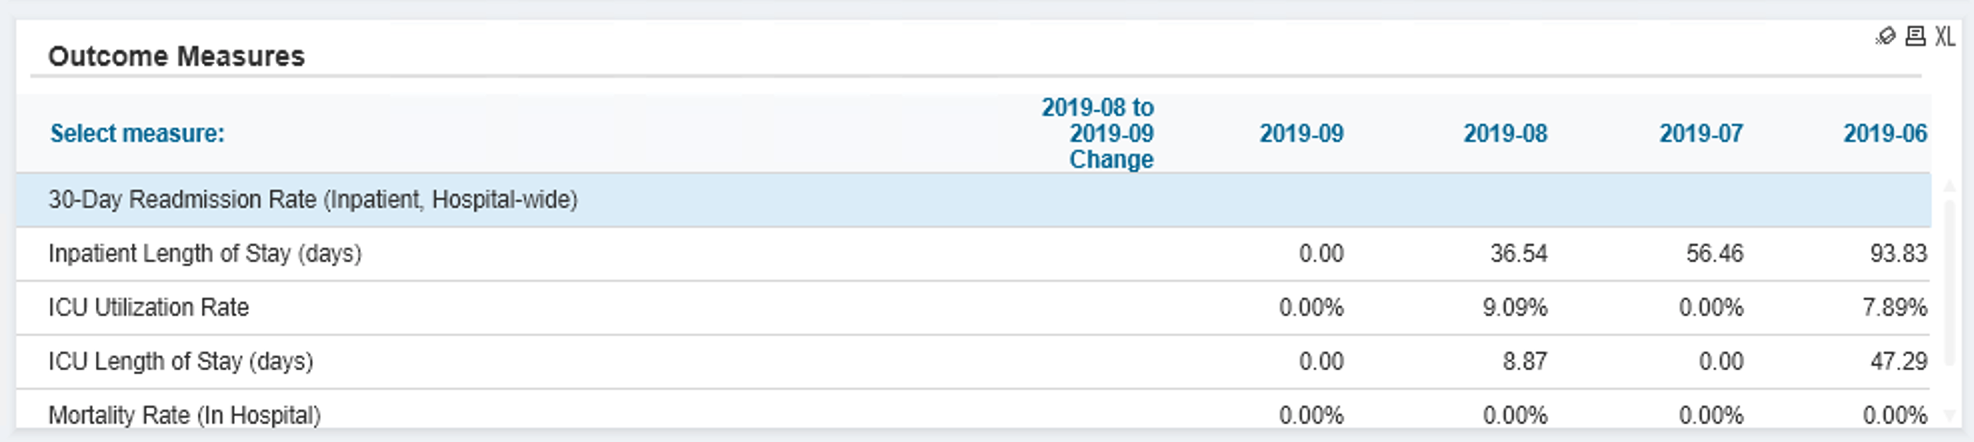 XL
Outcome Measures
Select measure: 2019-08 to 2019-09 Change 2019-09 2019-08 2019-07 2019-06
30-Day Readmission Rate (Inpatient, Hospital-wide)
Inpatient Length of Stay (days) 0.00 36.54 56.46 93.83
ICU Utilization Rate 0.00% 9.09% 0.00% 7.89%
ICU Length of Stay (days) 0.00 8.87 0.00 47.29
Mortality Rate (In Hospital) 0.00% 0.00% 0.00% 0.00%